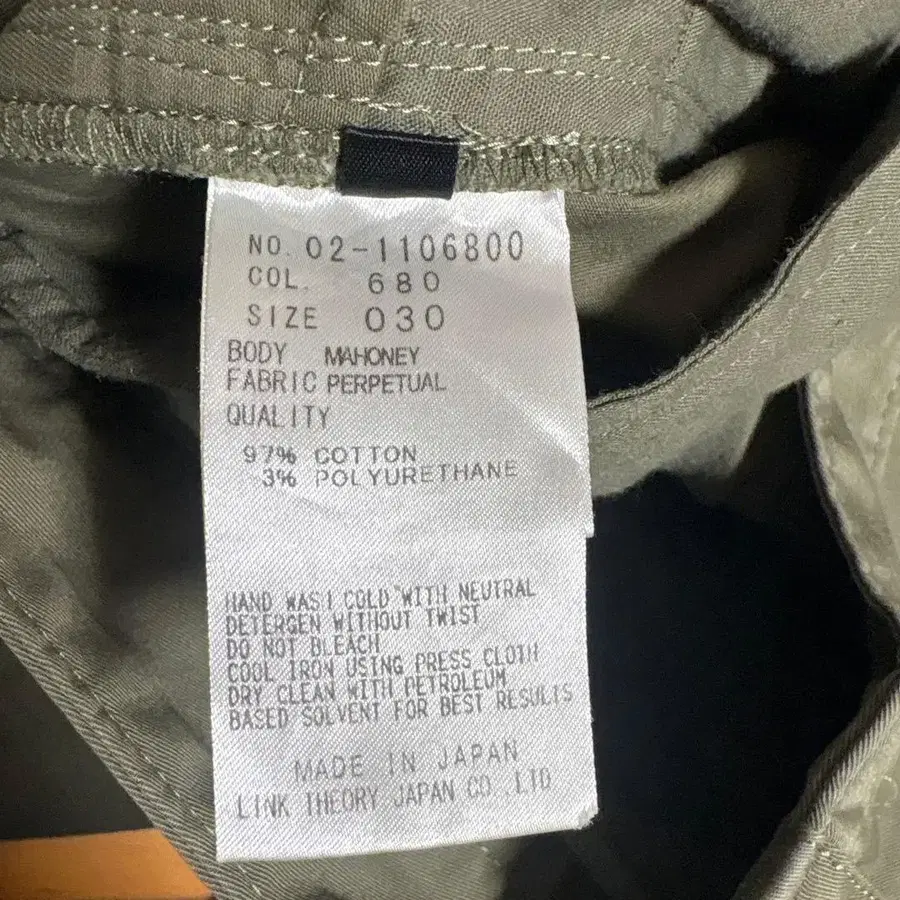 NO. 02-1106800
COL. 680
SIZE 030
BODY MAHONEY
FABRIC PERPETUAL
QUALITY
97% COTTON
3% POLYURETHANE
HAND WASH COLD WITH NEUTRAL
DETERGEN WITHOUT TWIST
DO NOT BLEACH
COOL IRON USING PRESS CLOTH
DRY CLEAN WITH PETROLEUM
BASED SOLVENT FOR BEST RESULTS
MADE IN JAPAN
LINK THEORY JAPAN CO.,LTD